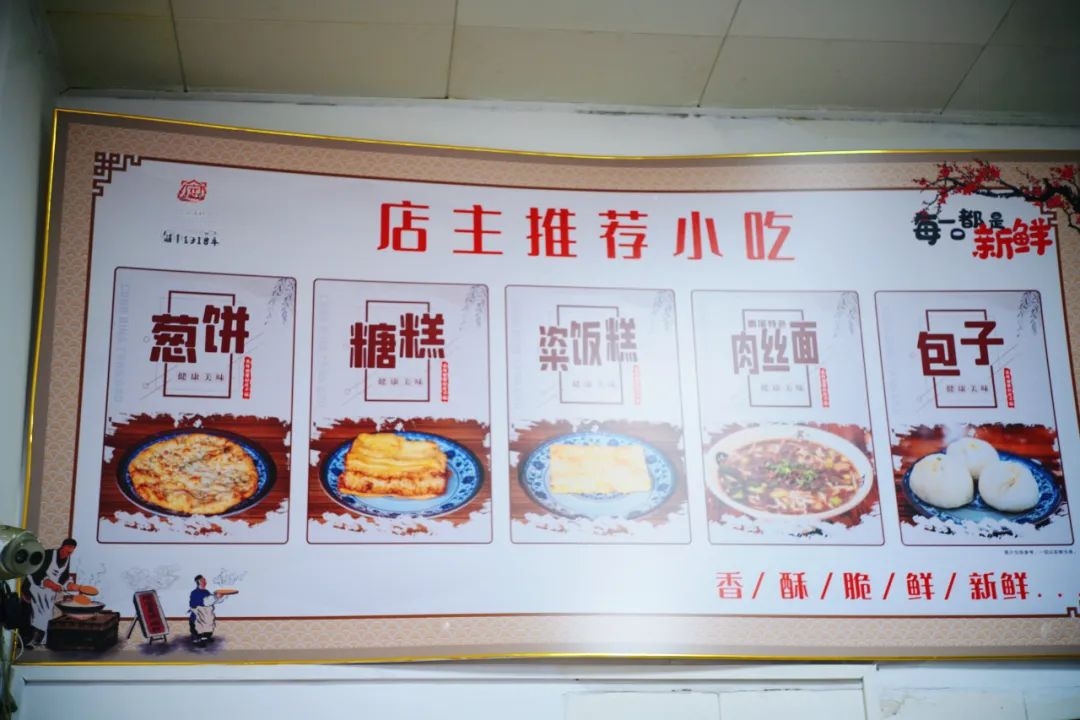 店主推荐小吃
每一口都是
新鲜
葱饼
健康美味
糖糕
健康美味
粢饭糕
健康美味
肉丝面
健康美味
包子
健康美味
香/酥/脆/鲜/新鲜..